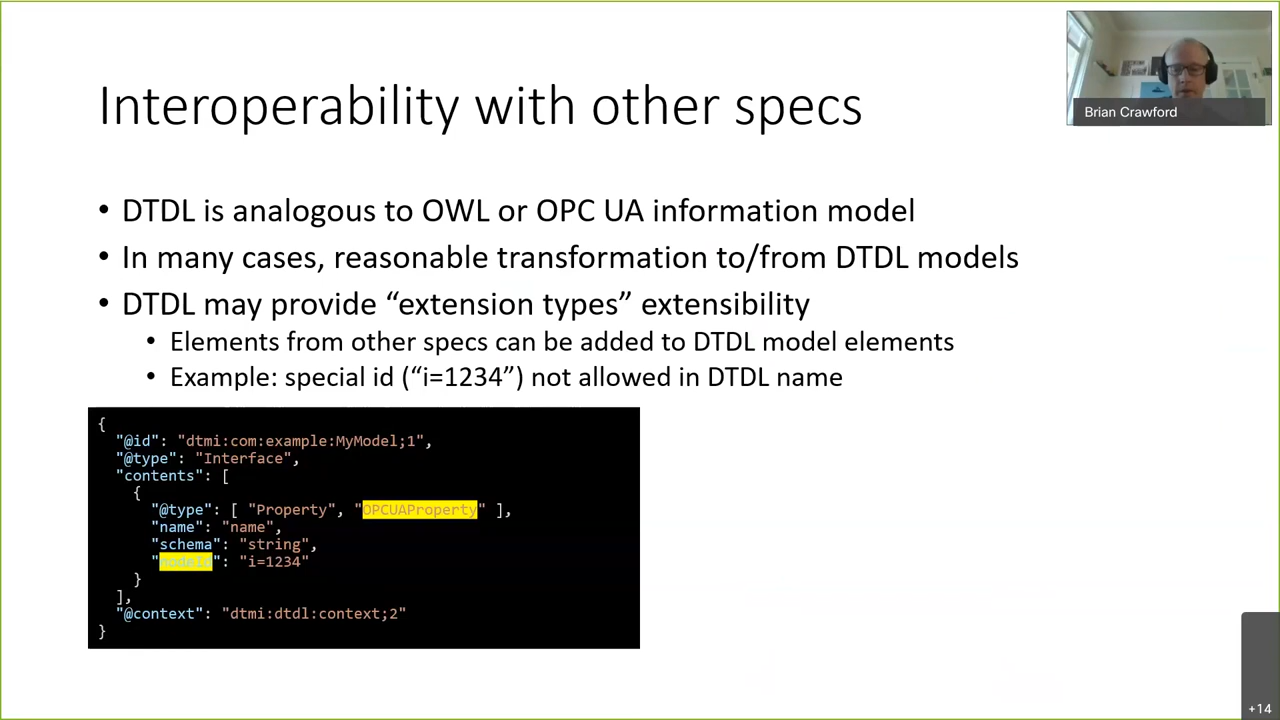 Interoperability with other specs
Brian Crawford
• DTDL is analogous to OWL or OPC UA information model
• In many cases, reasonable transformation to/from DTDL models
• DTDL may provide “extension types” extensibility
• Elements from other specs can be added to DTDL model elements
• Example: special id (“i=1234”) not allowed in DTDL name
{
"@id": "dtmi:com:example:MyModel;1",
"@type": "Interface",
"contents": [
{
"@type": [ "Property", "OPCUAProperty" ],
"name": "name",
"schema": "string",
"nodeId": "i=1234"
}
],
"@context": "dtmi:dtdl:context;2"
}
+14